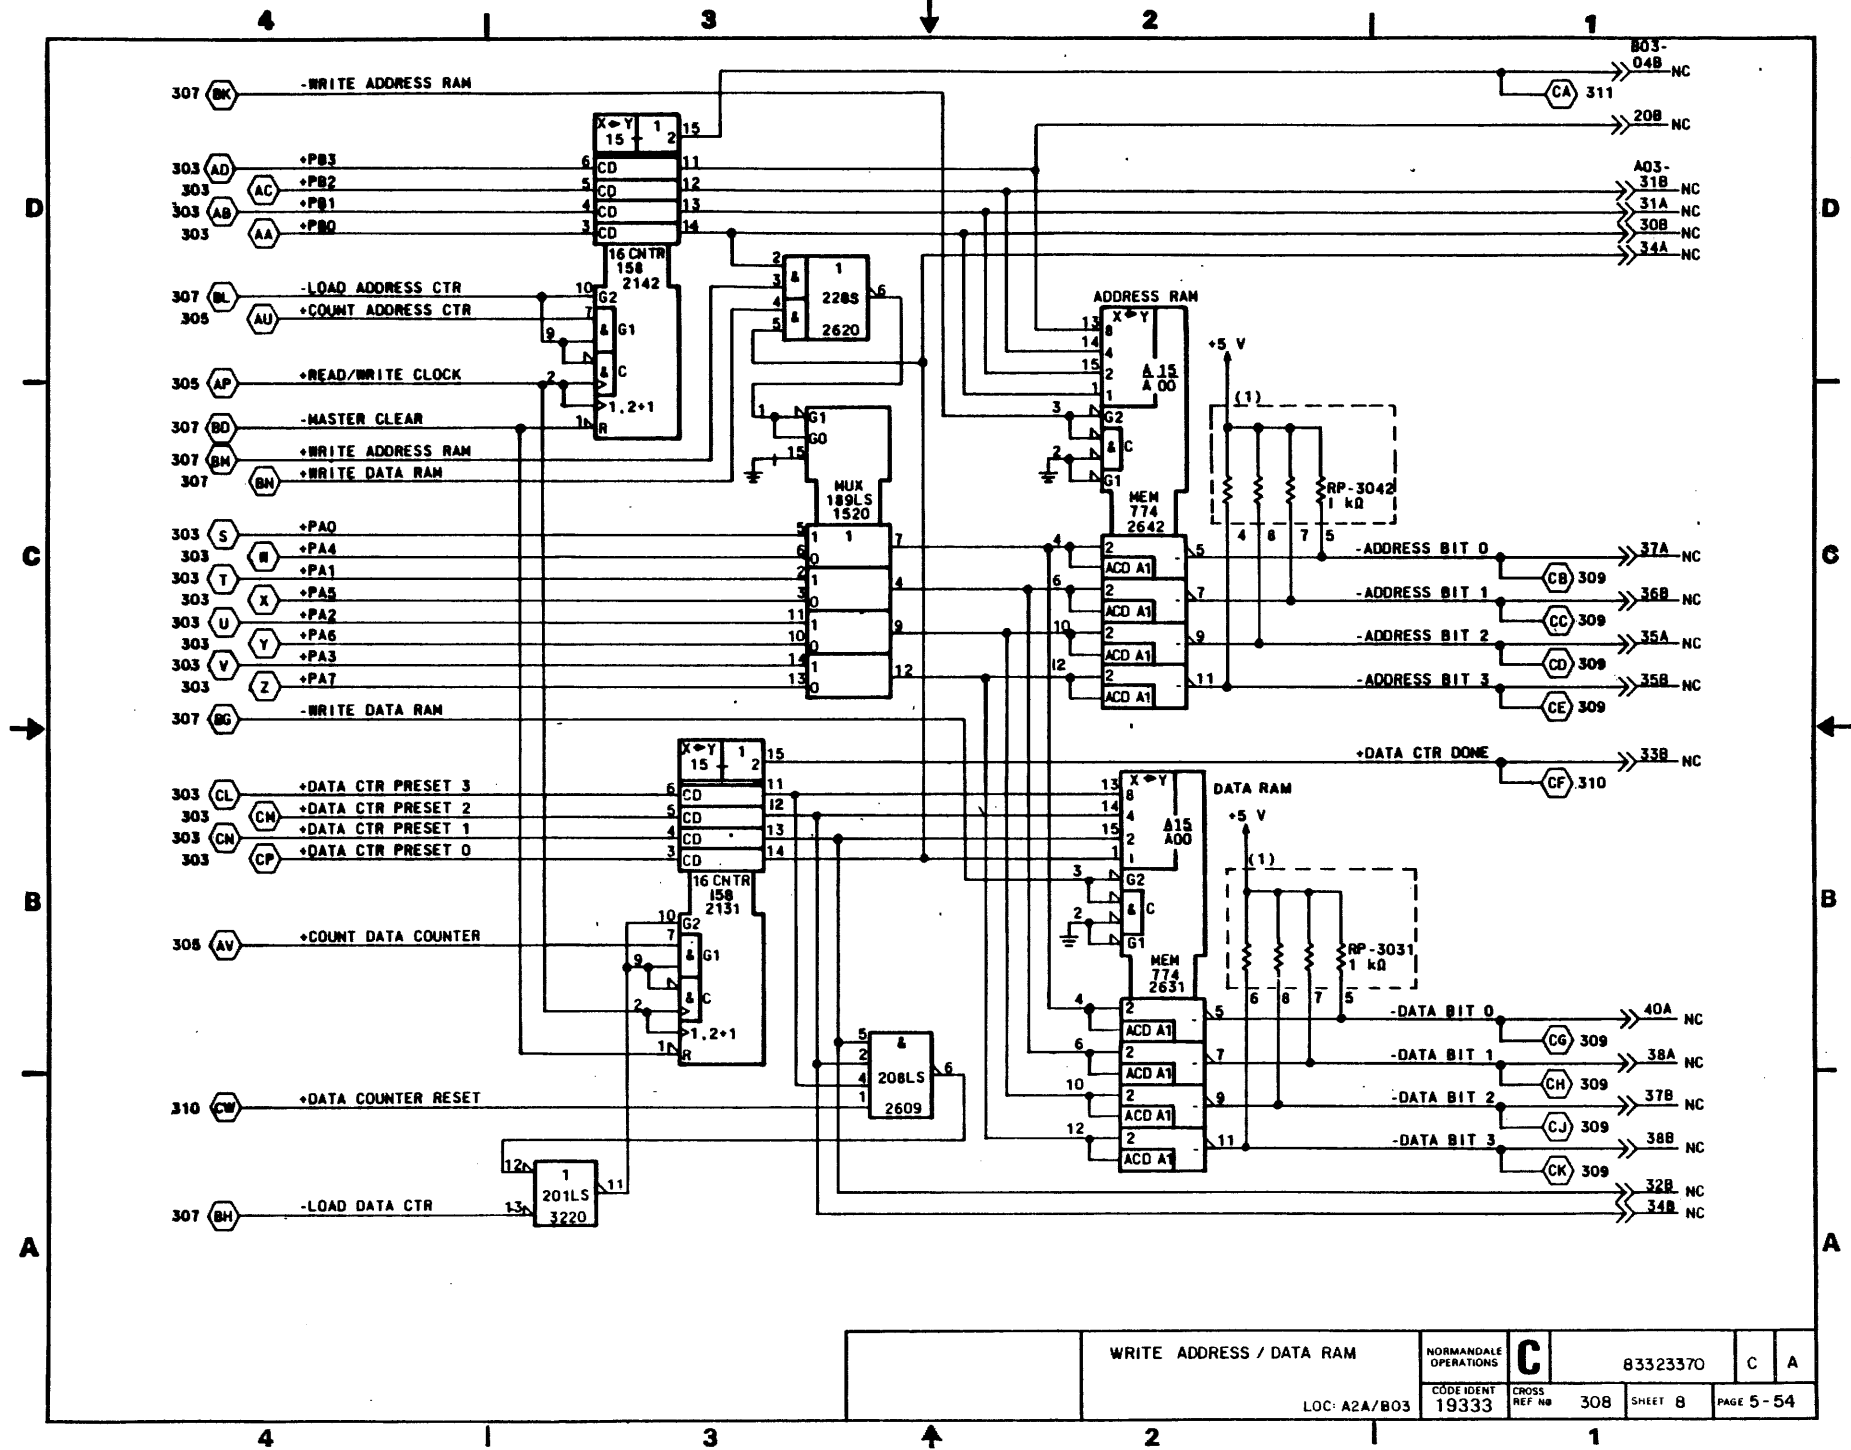 4 3 2 1
B03-
307 BK -WRITE ADDRESS RAM 04B NC
CA 311
X Y 1 15
15 2
20B NC
303 AD +PB3 6 CD 11
A03-
303 AC +PB2 5 CD 12 31B NC
D 303 AB +PB1 4 CD 13 31A NC D
303 AA +PB0 3 CD 14 30B NC
34A NC
16 CNTR
158
2142
2 & 1
3
4 & 228S 6
5 2620
307 BL -LOAD ADDRESS CTR 10 G2
305 AU +COUNT ADDRESS CTR 7
& G1
9
& C
305 AP +READ/WRITE CLOCK 2
1,2+1
307 BD -MASTER CLEAR 1 R
307 BM +WRITE ADDRESS RAM
307 BN +WRITE DATA RAM
ADDRESS RAM
X Y
13 8
14 4
15 2 A 15
1 1 A 00
3 G2
& C
2 G1
MEM
774
2642
+5 V
(1)
RP-3042
1 kΩ
4 8 7 5
1 G1
G0
15
MUX
189LS
1520
303 S +PA0 5 1 1 7
303 W +PA4 6 0
303 T +PA1 2 1 4
303 X +PA5 3 0
303 U +PA2 11 1 9
303 Y +PA6 10 0
303 V +PA3 14 1 12
303 Z +PA7 13 0
C C
4 2 5 -ADDRESS BIT 0 37A NC
ACD A1 CB 309
6 2 7 -ADDRESS BIT 1 36B NC
ACD A1 CC 309
10 2 9 -ADDRESS BIT 2 35A NC
ACD A1 CD 309
12 2 11 -ADDRESS BIT 3 35B NC
ACD A1 CE 309
307 BG -WRITE DATA RAM
X Y 1 15 +DATA CTR DONE 33B NC
15 2
CF 310
303 CL +DATA CTR PRESET 3 6 CD 11
303 CM +DATA CTR PRESET 2 5 CD 12
303 CN +DATA CTR PRESET 1 4 CD 13
303 CP +DATA CTR PRESET 0 3 CD 14
16 CNTR
158
2131
DATA RAM
X Y
13 8
14 4
15 2 A15
1 1 A00
3 G2
& C
2 G1
MEM
774
2631
+5 V
(1)
RP-3031
1 kΩ
6 8 7 5
B B
10 G2
305 AV +COUNT DATA COUNTER 7
& G1
9
& C
2
1,2+1
1 R
4 2 5 -DATA BIT 0 40A NC
ACD A1 CG 309
6 2 7 -DATA BIT 1 38A NC
ACD A1 CH 309
10 2 9 -DATA BIT 2 37B NC
ACD A1 CJ 309
12 2 11 -DATA BIT 3 38B NC
ACD A1 CK 309
5 &
2
4 208LS 6
1 2609
310 CW +DATA COUNTER RESET
12 1
201LS 11
13 3220
307 BH -LOAD DATA CTR
32B NC
34B NC
A A
WRITE ADDRESS / DATA RAM
LOC: A2A/B03
NORMANDALE
OPERATIONS
C 83323370 C A
CODE IDENT
19333
CROSS
REF No 308 SHEET 8 PAGE 5-54
4 3 2 1